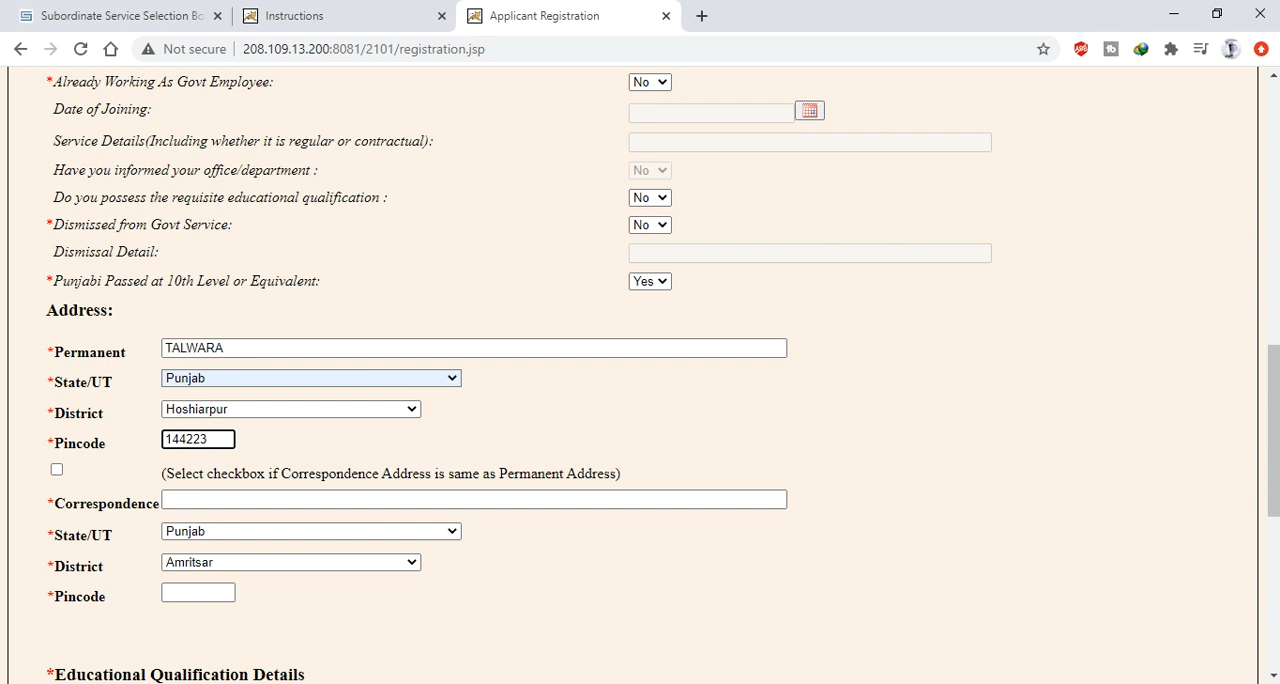 Subordinate Service Selection Bo
Instructions
Applicant Registration
Not secure
208.109.13.200:8081/2101/registration.jsp
*Already Working As Govt Employee: No
Date of Joining:
Service Details(Including whether it is regular or contractual):
Have you informed your office/department : No
Do you possess the requisite educational qualification : No
*Dismissed from Govt Service: No
Dismissal Detail:
*Punjabi Passed at 10th Level or Equivalent: Yes
Address:
*Permanent TALWARA
*State/UT Punjab
*District Hoshiarpur
*Pincode 144223
(Select checkbox if Correspondence Address is same as Permanent Address)
*Correspondence
*State/UT Punjab
*District Amritsar
*Pincode
*Educational Qualification Details